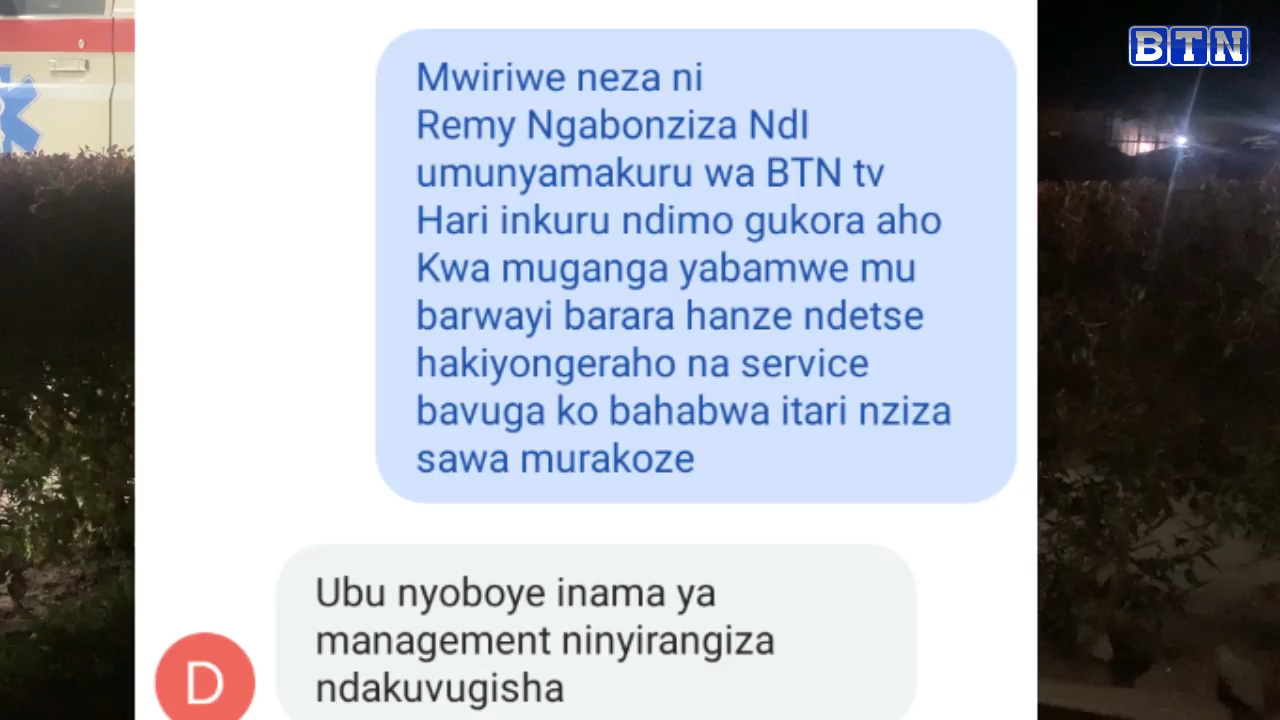 BTN
Mwiriwe neza ni
Remy Ngabonziza NdI
umunyamakuru wa BTN tv
Hari inkuru ndimo gukora aho
Kwa muganga yabamwe mu
barwayi barara hanze ndetse
hakiyongeraho na service
bavuga ko bahabwa itari nziza
sawa murakoze
Ubu nyoboye inama ya
management ninyirangiza
ndakuvugisha
D